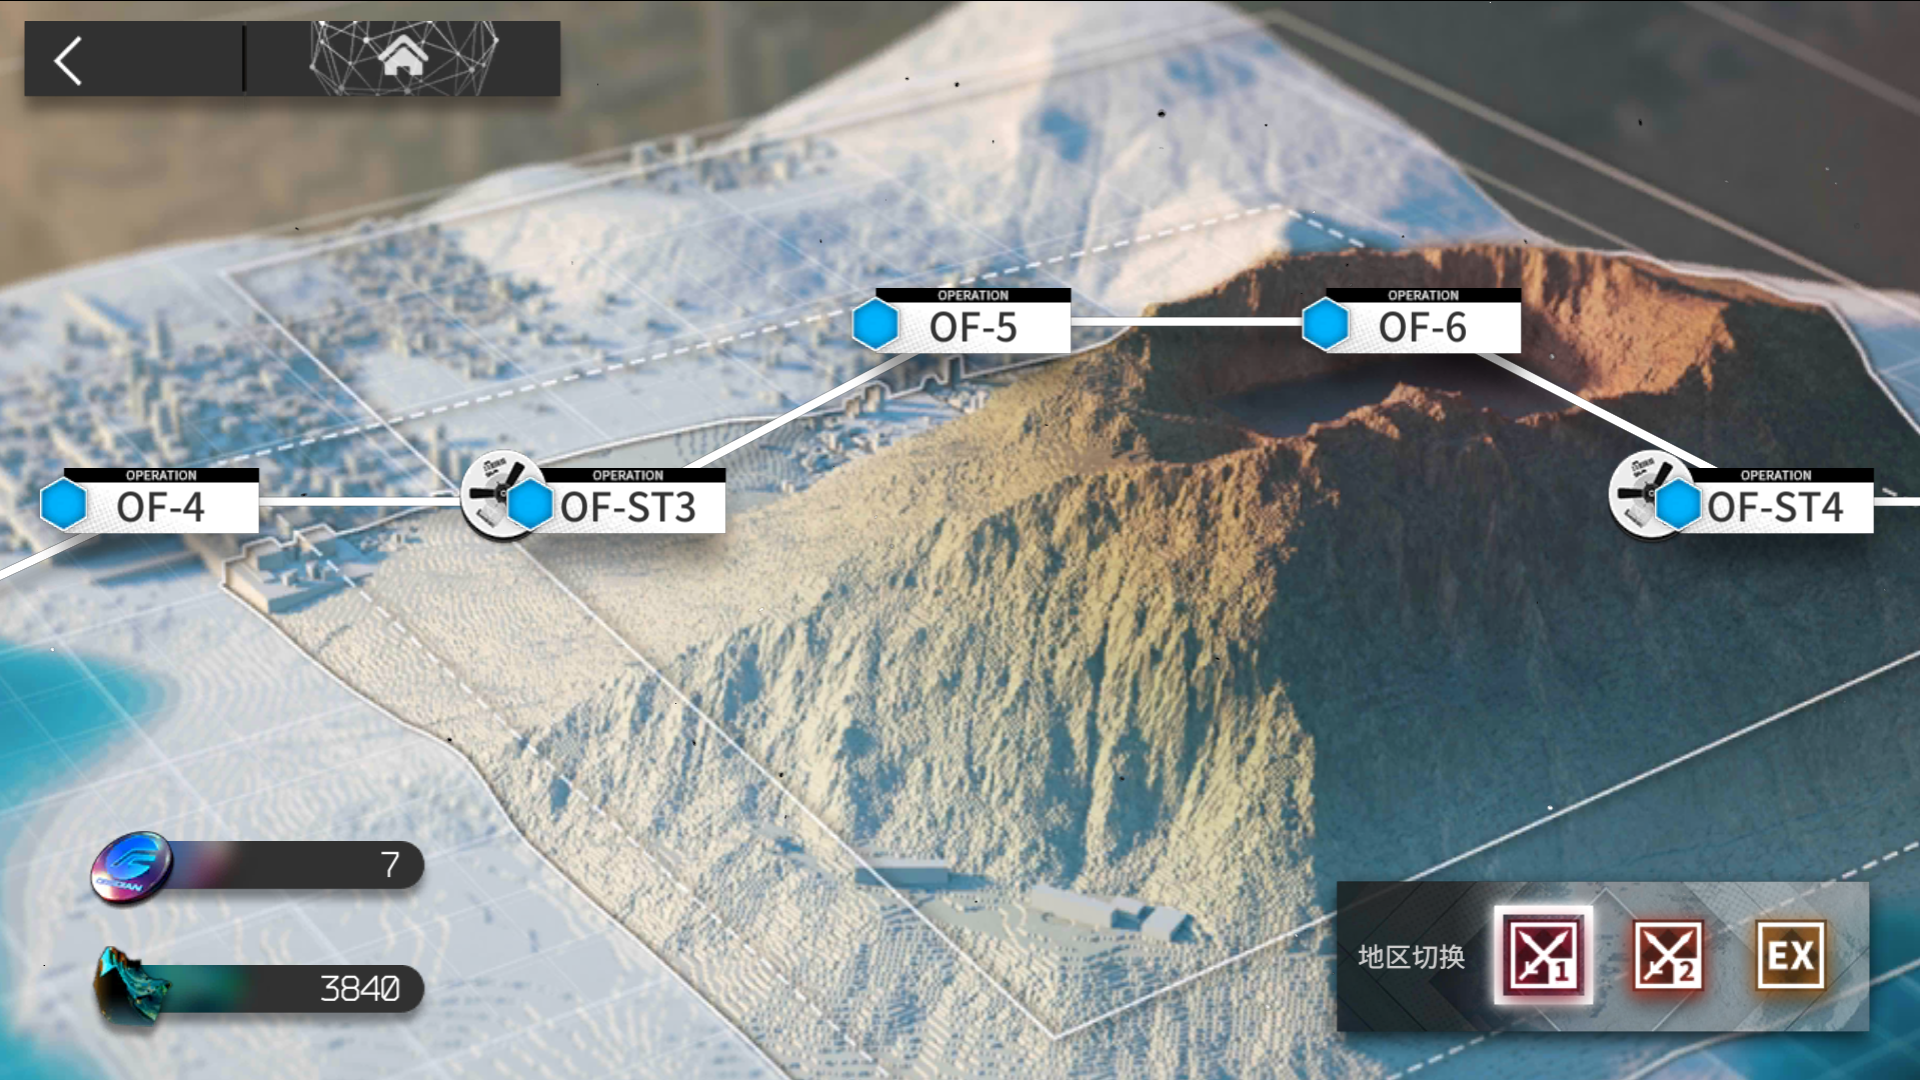 OPERATION
OF-5
OPERATION
OF-6
OPERATION
OF-4
OPERATION
OF-ST3
OPERATION
OF-ST4
7
OBSIDIAN
3840
地区切换
1
2
EX